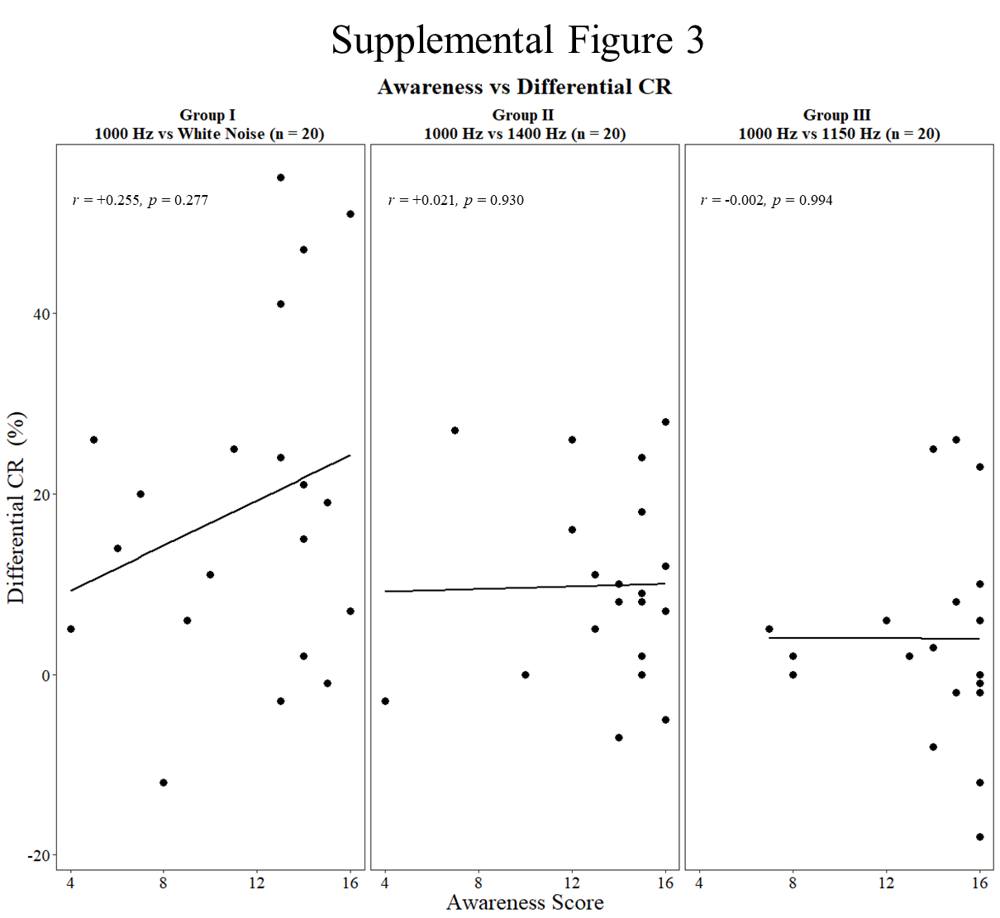 Supplemental Figure 3
Awareness vs Differential CR
Group I
1000 Hz vs White Noise (n = 20)
Group II
1000 Hz vs 1400 Hz (n = 20)
Group III
1000 Hz vs 1150 Hz (n = 20)
r = +0.255, p = 0.277
r = +0.021, p = 0.930
r = -0.002, p = 0.994
Differential CR (%)
40
20
0
-20
4 8 12 16
4 8 12 16
4 8 12 16
Awareness Score